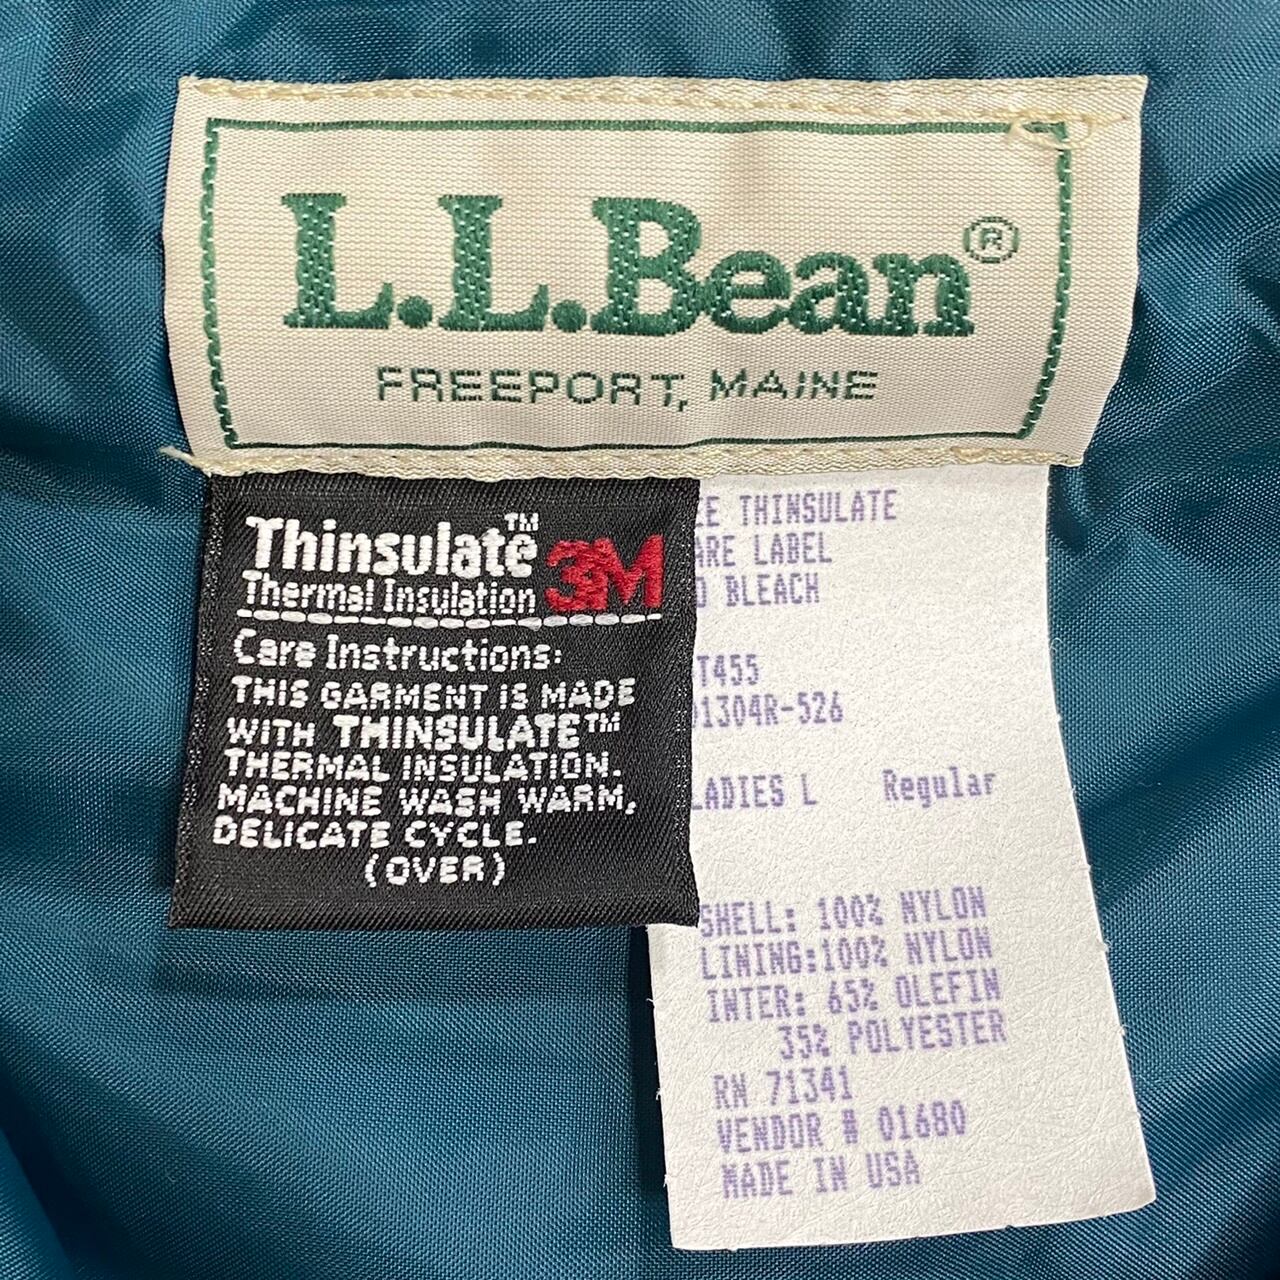 L.L.Bean®
FREEPORT, MAINE
Thinsulate™ 3M
Thermal Insulation
Care Instructions:
THIS GARMENT IS MADE
WITH THINSULATE™
THERMAL INSULATION.
MACHINE WASH WARM,
DELICATE CYCLE.
(OVER)
THINSULATE
LABEL
BLEACH
T455
1304R-526
LADIES L Regular
SHELL: 100% NYLON
LINING:100% NYLON
INTER: 65% OLEFIN
35% POLYESTER
RN 71341
VENDOR # 01680
MADE IN USA